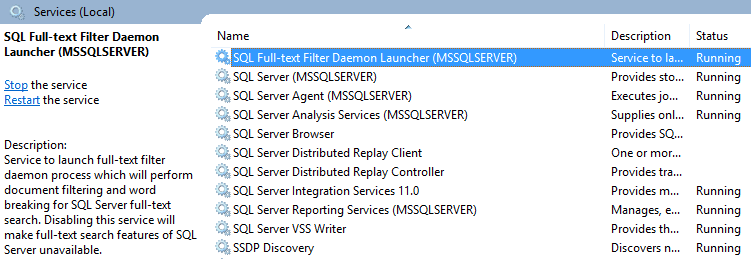 Services (Local)
SQL Full-text Filter Daemon
Launcher (MSSQLSERVER)
Stop the service
Restart the service
Description:
Service to launch full-text filter
daemon process which will perform
document filtering and word
breaking for SQL Server full-text
search. Disabling this service will
make full-text search features of SQL
Server unavailable.
Name Description Status
SQL Full-text Filter Daemon Launcher (MSSQLSERVER) Service to la... Running
SQL Server (MSSQLSERVER) Provides sto... Running
SQL Server Agent (MSSQLSERVER) Executes jo... Running
SQL Server Analysis Services (MSSQLSERVER) Supplies onl... Running
SQL Server Browser Provides SQ...
SQL Server Distributed Replay Client One or mor...
SQL Server Distributed Replay Controller Provides tra...
SQL Server Integration Services 11.0 Provides m... Running
SQL Server Reporting Services (MSSQLSERVER) Manages, e... Running
SQL Server VSS Writer Provides th... Running
SSDP Discovery Discovers n... Running